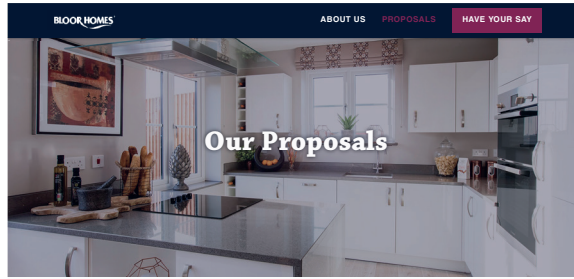 BLOOR HOMES
ABOUT US
PROPOSALS
HAVE YOUR SAY
Our Proposals